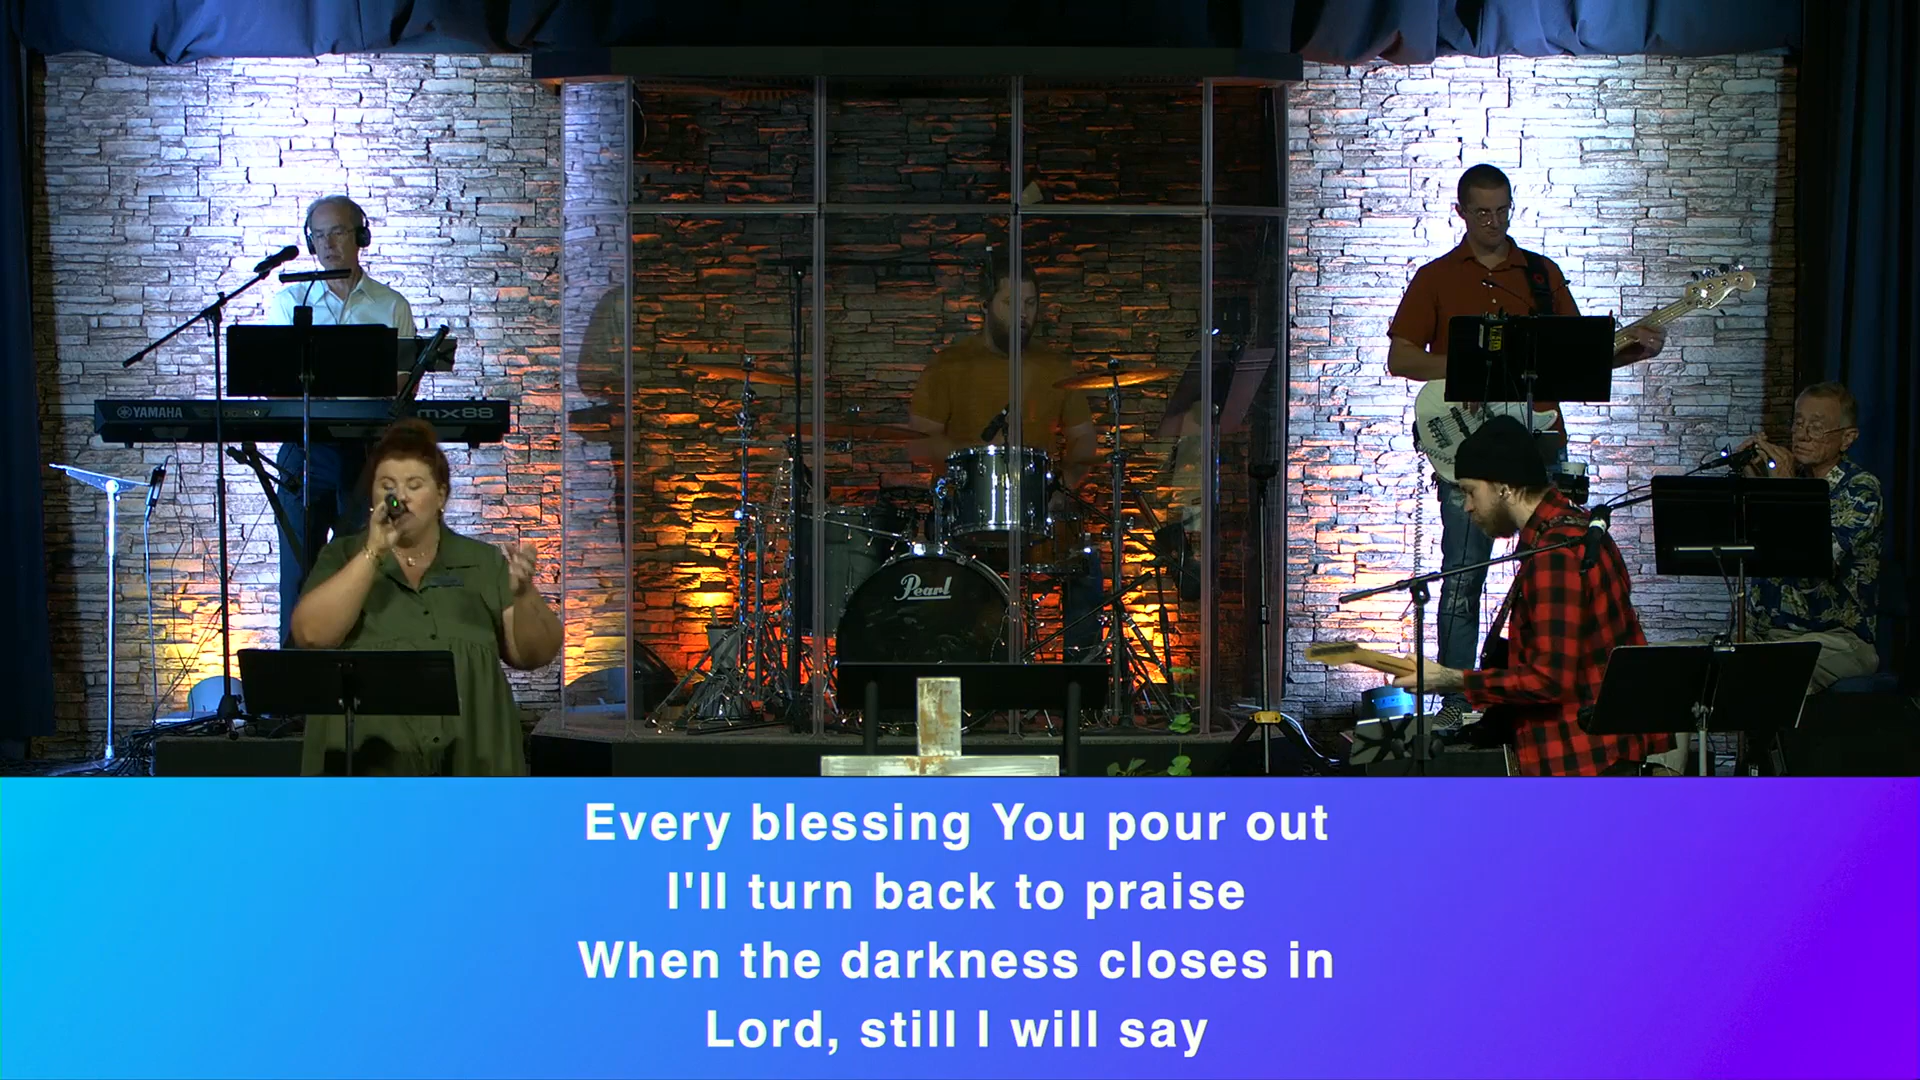 YAMAHA
MX88
Pearl
Every blessing You pour out
I'll turn back to praise
When the darkness closes in
Lord, still I will say